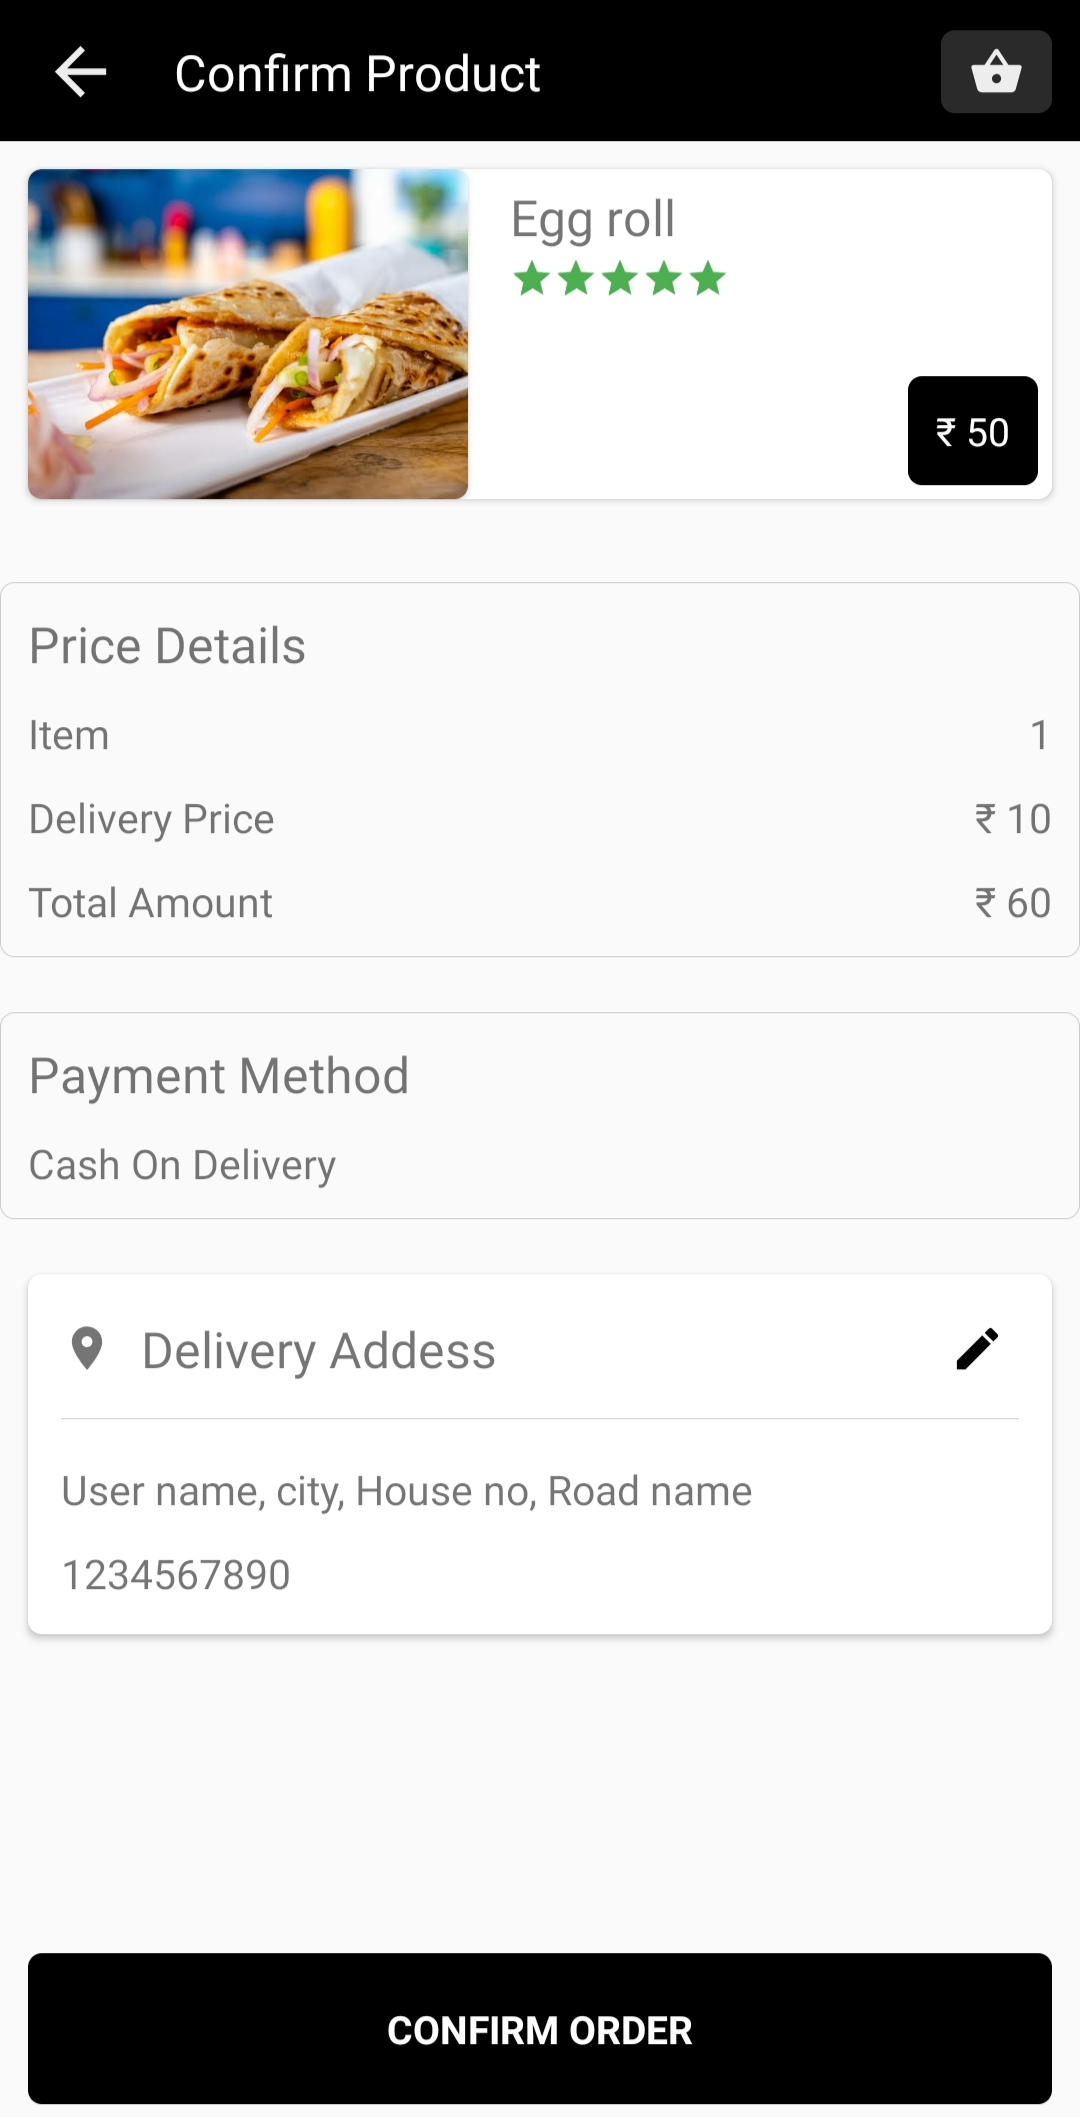 Confirm Product
Egg roll
₹ 50
Price Details
Item 1
Delivery Price ₹ 10
Total Amount ₹ 60
Payment Method
Cash On Delivery
Delivery Addess
User name, city, House no, Road name
1234567890
CONFIRM ORDER